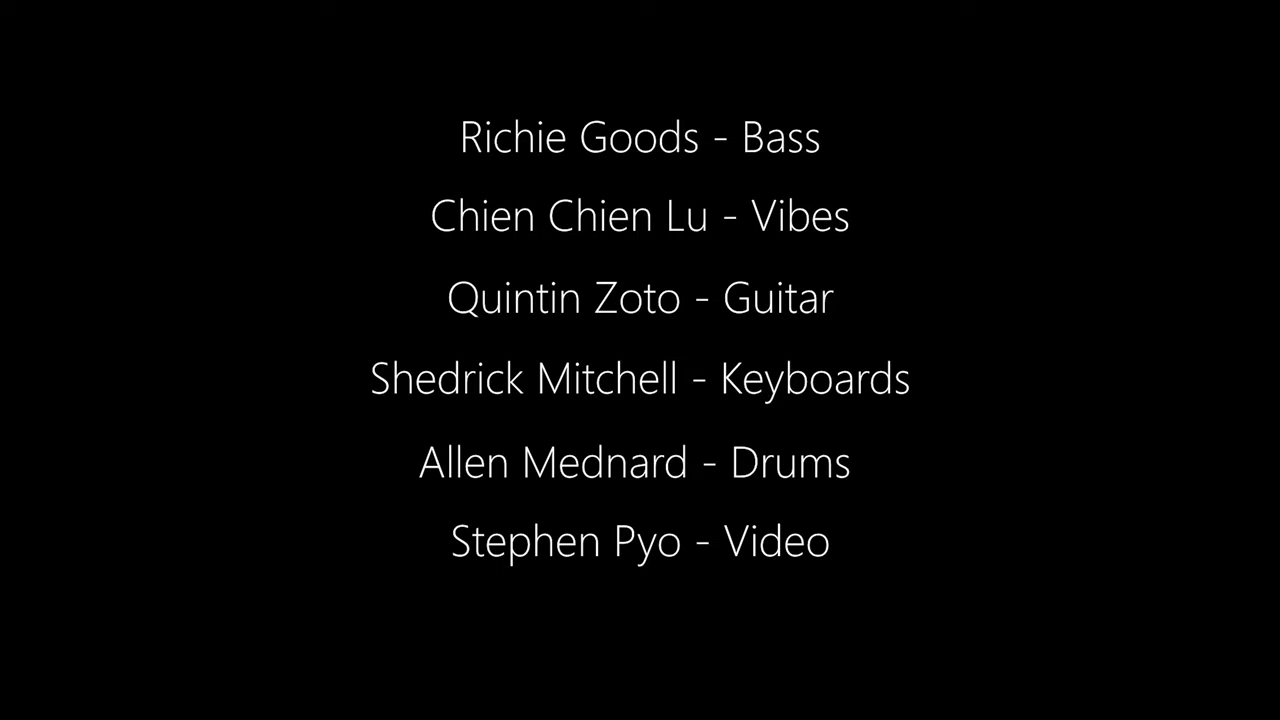 Richie Goods - Bass
Chien Chien Lu - Vibes
Quintin Zoto - Guitar
Shedrick Mitchell - Keyboards
Allen Mednard - Drums
Stephen Pyo - Video